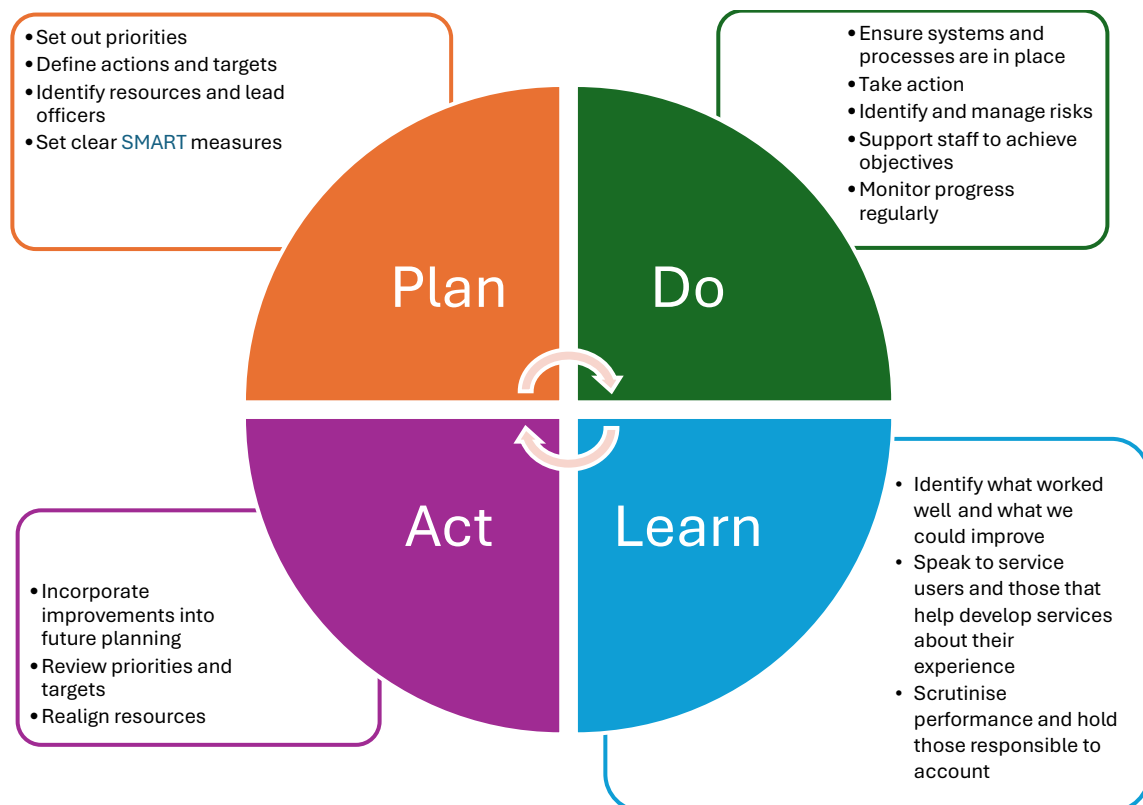 •Set out priorities
•Define actions and targets
•Identify resources and lead
officers
•Set clear SMART measures
•Ensure systems and
processes are in place
•Take action
•Identify and manage risks
•Support staff to achieve
objectives
•Monitor progress
regularly
Plan
Do
Act
Learn
•Incorporate
improvements into
future planning
•Review priorities and
targets
•Realign resources
• Identify what worked
well and what we
could improve
• Speak to service
users and those that
help develop services
about their
experience
• Scrutinise
performance and hold
those responsible to
account